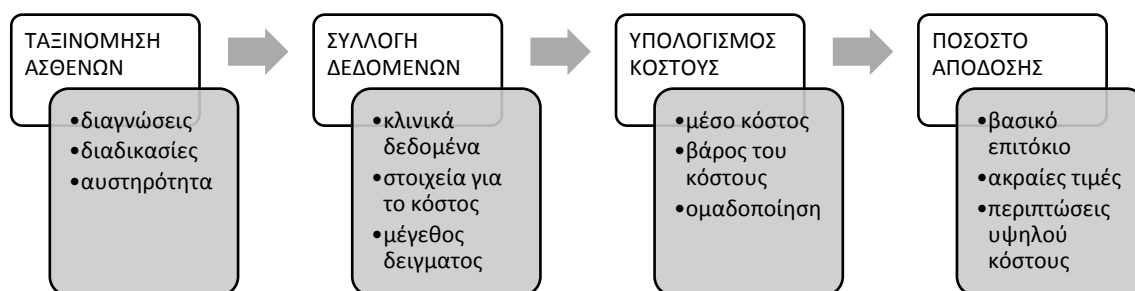 ΤΑΞΙΝΟΜΗΣΗ
ΑΣΘΕΝΩΝ
•διαγνώσεις
•διαδικασίες
•αυστηρότητα
ΣΥΛΛΟΓΗ
ΔΕΔΟΜΕΝΩΝ
•κλινικά
δεδομένα
•στοιχεία για
το κόστος
•μέγεθος
δειγματος
ΥΠΟΛΟΓΙΣΜΟΣ
ΚΟΣΤΟΥΣ
•μέσο κόστος
•βάρος του
κόστους
•ομαδοποίηση
ΠΟΣΟΣΤΟ
ΑΠΟΔΟΣΗΣ
•βασικό
επιτόκιο
•ακραίες τιμές
•περιπτώσεις
υψηλού
κόστους